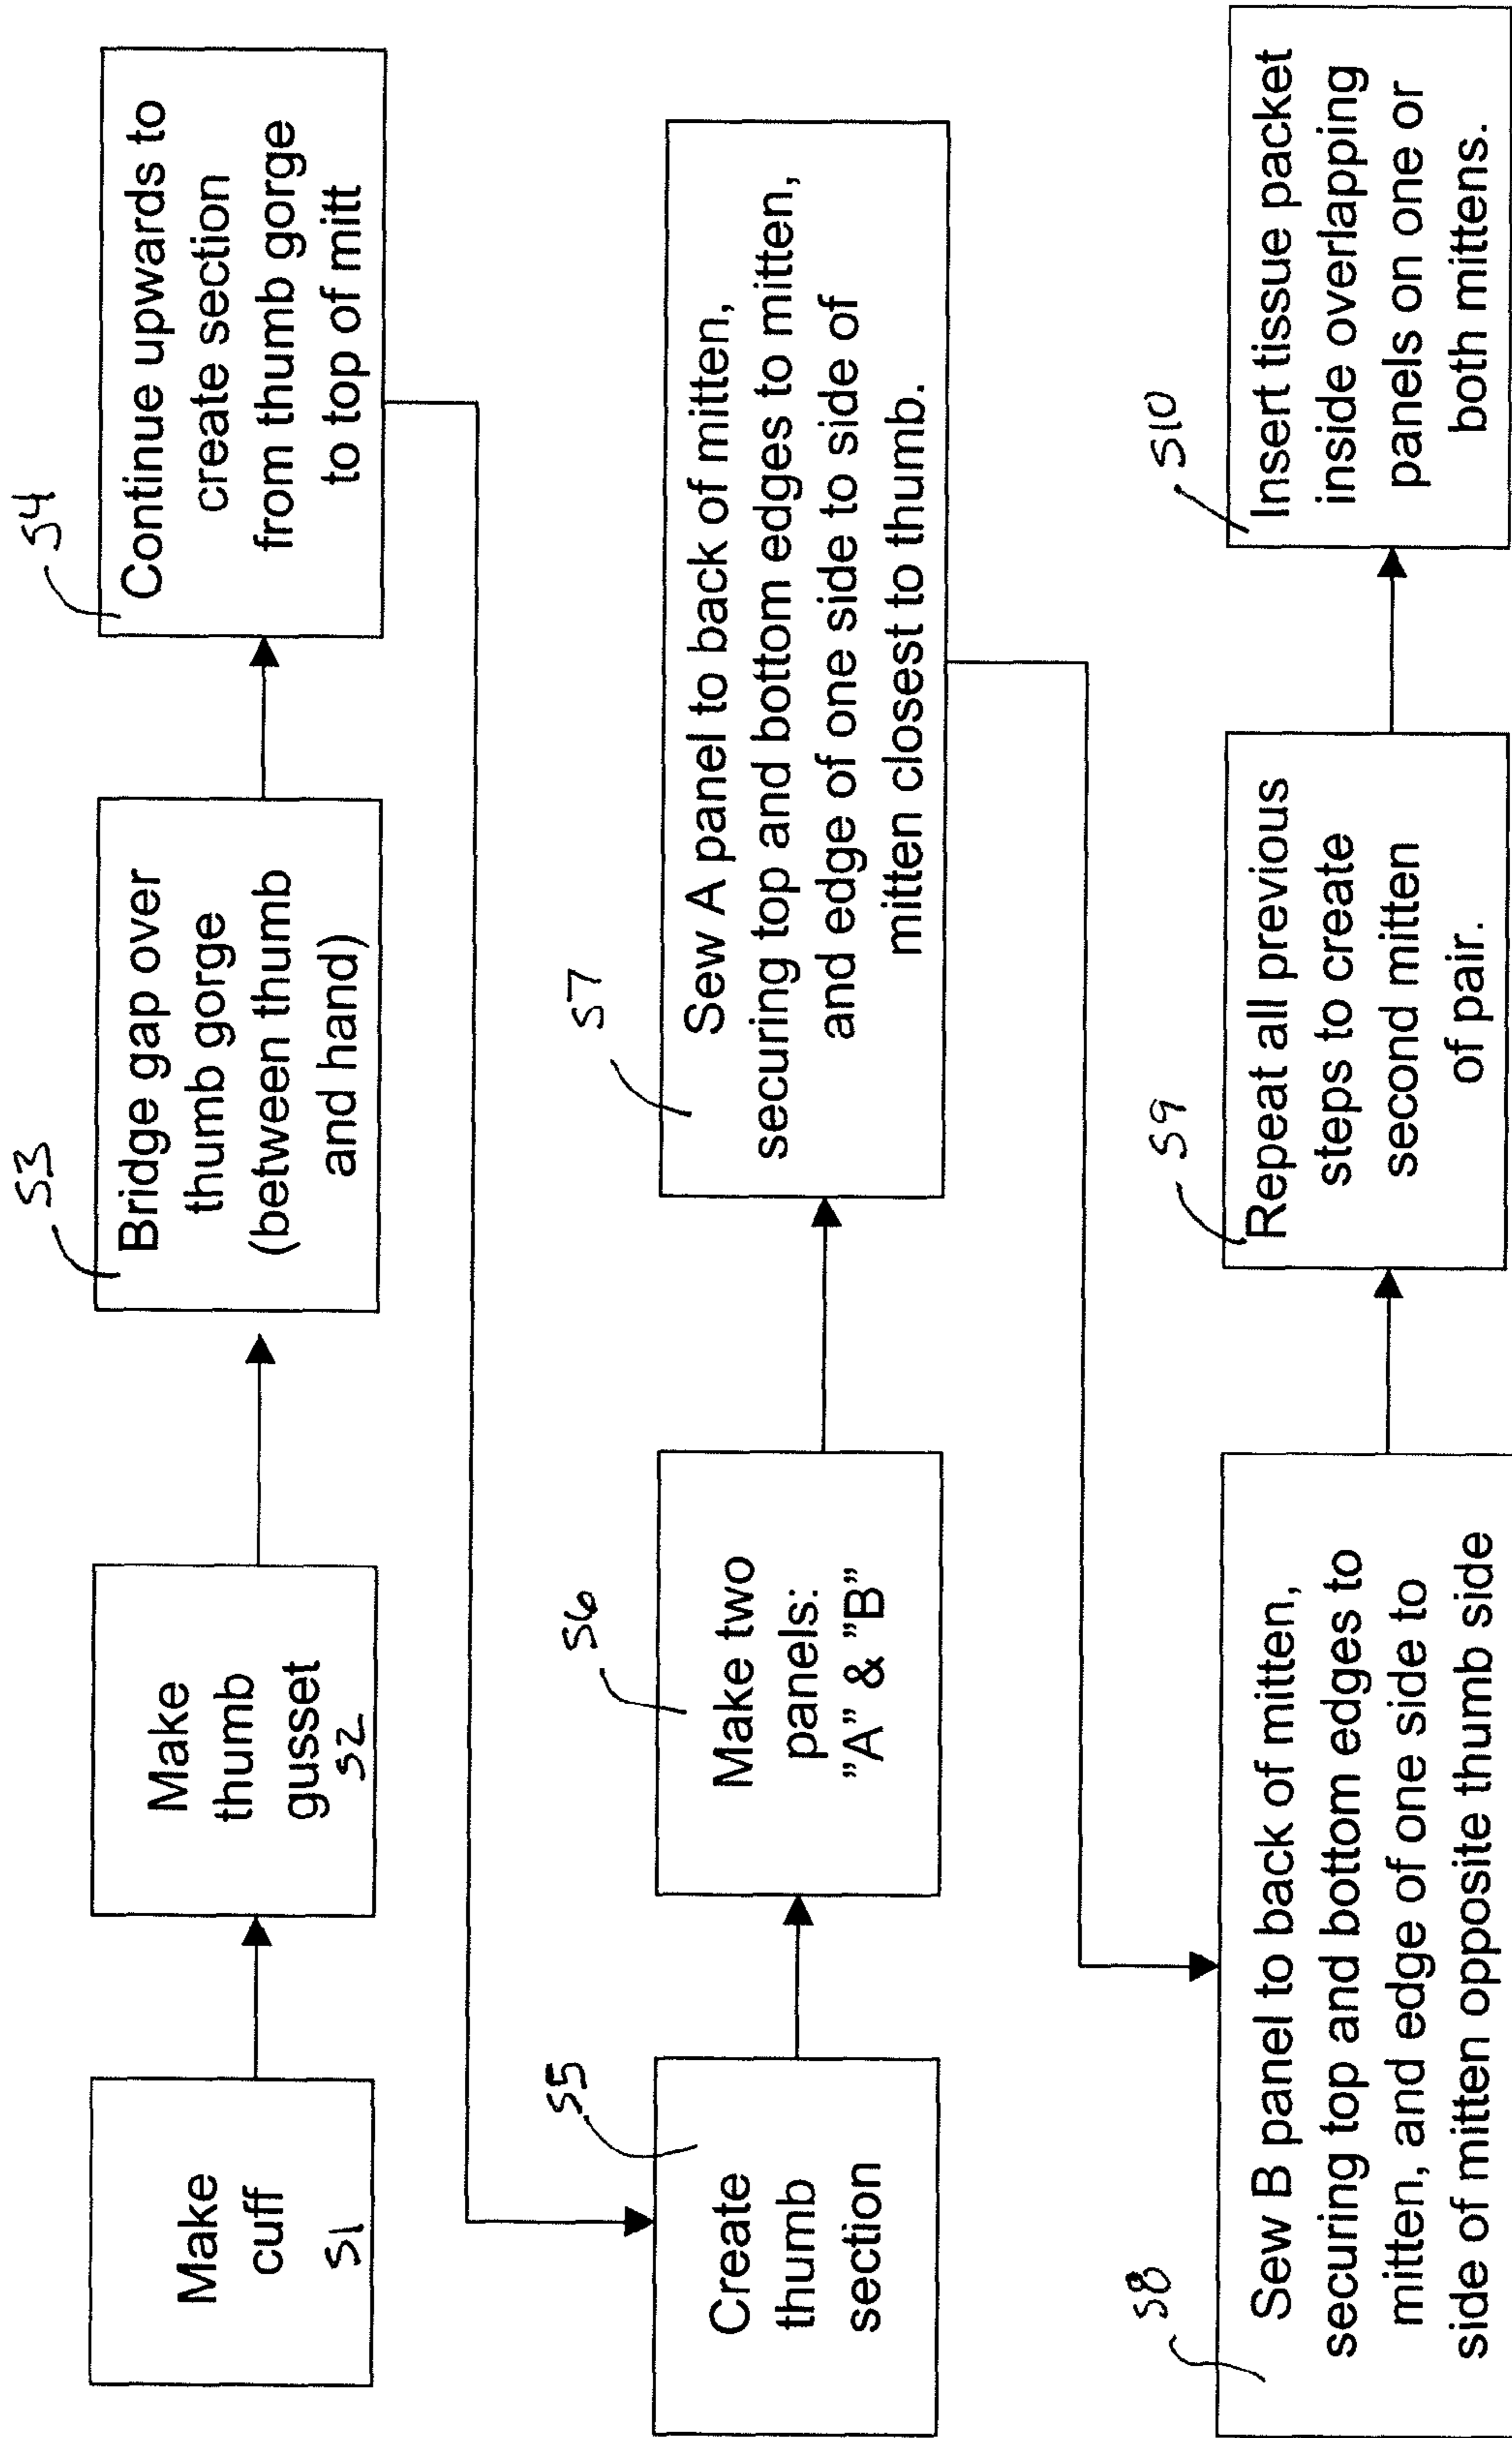 Make
cuff
S1
Make
thumb
gusset
S2
S3
Bridge gap over
thumb gorge
(between thumb
and hand)
S4
Continue upwards to
create section
from thumb gorge
to top of mitt
S5
Create
thumb
section
S6
Make two
panels:
”A” & ”B”
S7
Sew A panel to back of mitten,
securing top and bottom edges to mitten,
and edge of one side to side of
mitten closest to thumb.
S8
Sew B panel to back of mitten,
securing top and bottom edges to
mitten, and edge of one side to
side of mitten opposite thumb side
S9
Repeat all previous
steps to create
second mitten
of pair.
S10
Insert tissue packet
inside overlapping
panels on one or
both mittens.